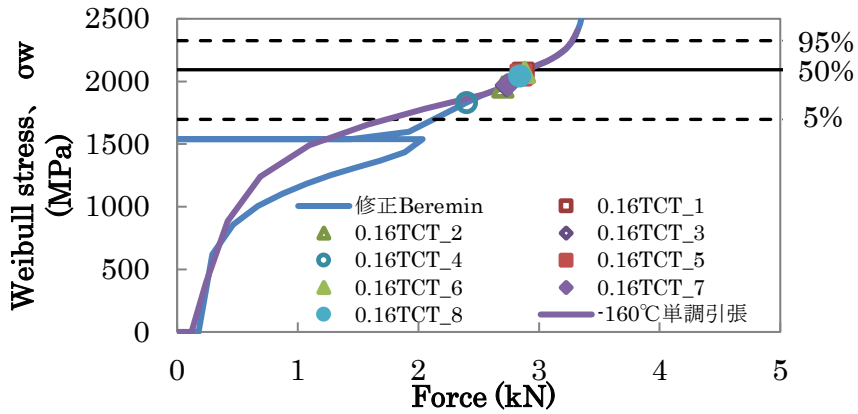 Weibull stress、 σw
(MPa)
2500
2000
1500
1000
500
0
95%
50%
5%
修正Beremin
0.16TCT_1
0.16TCT_2
0.16TCT_3
0.16TCT_4
0.16TCT_5
0.16TCT_6
0.16TCT_7
0.16TCT_8
-160℃単調引張
0 1 2 3 4 5
Force (kN)